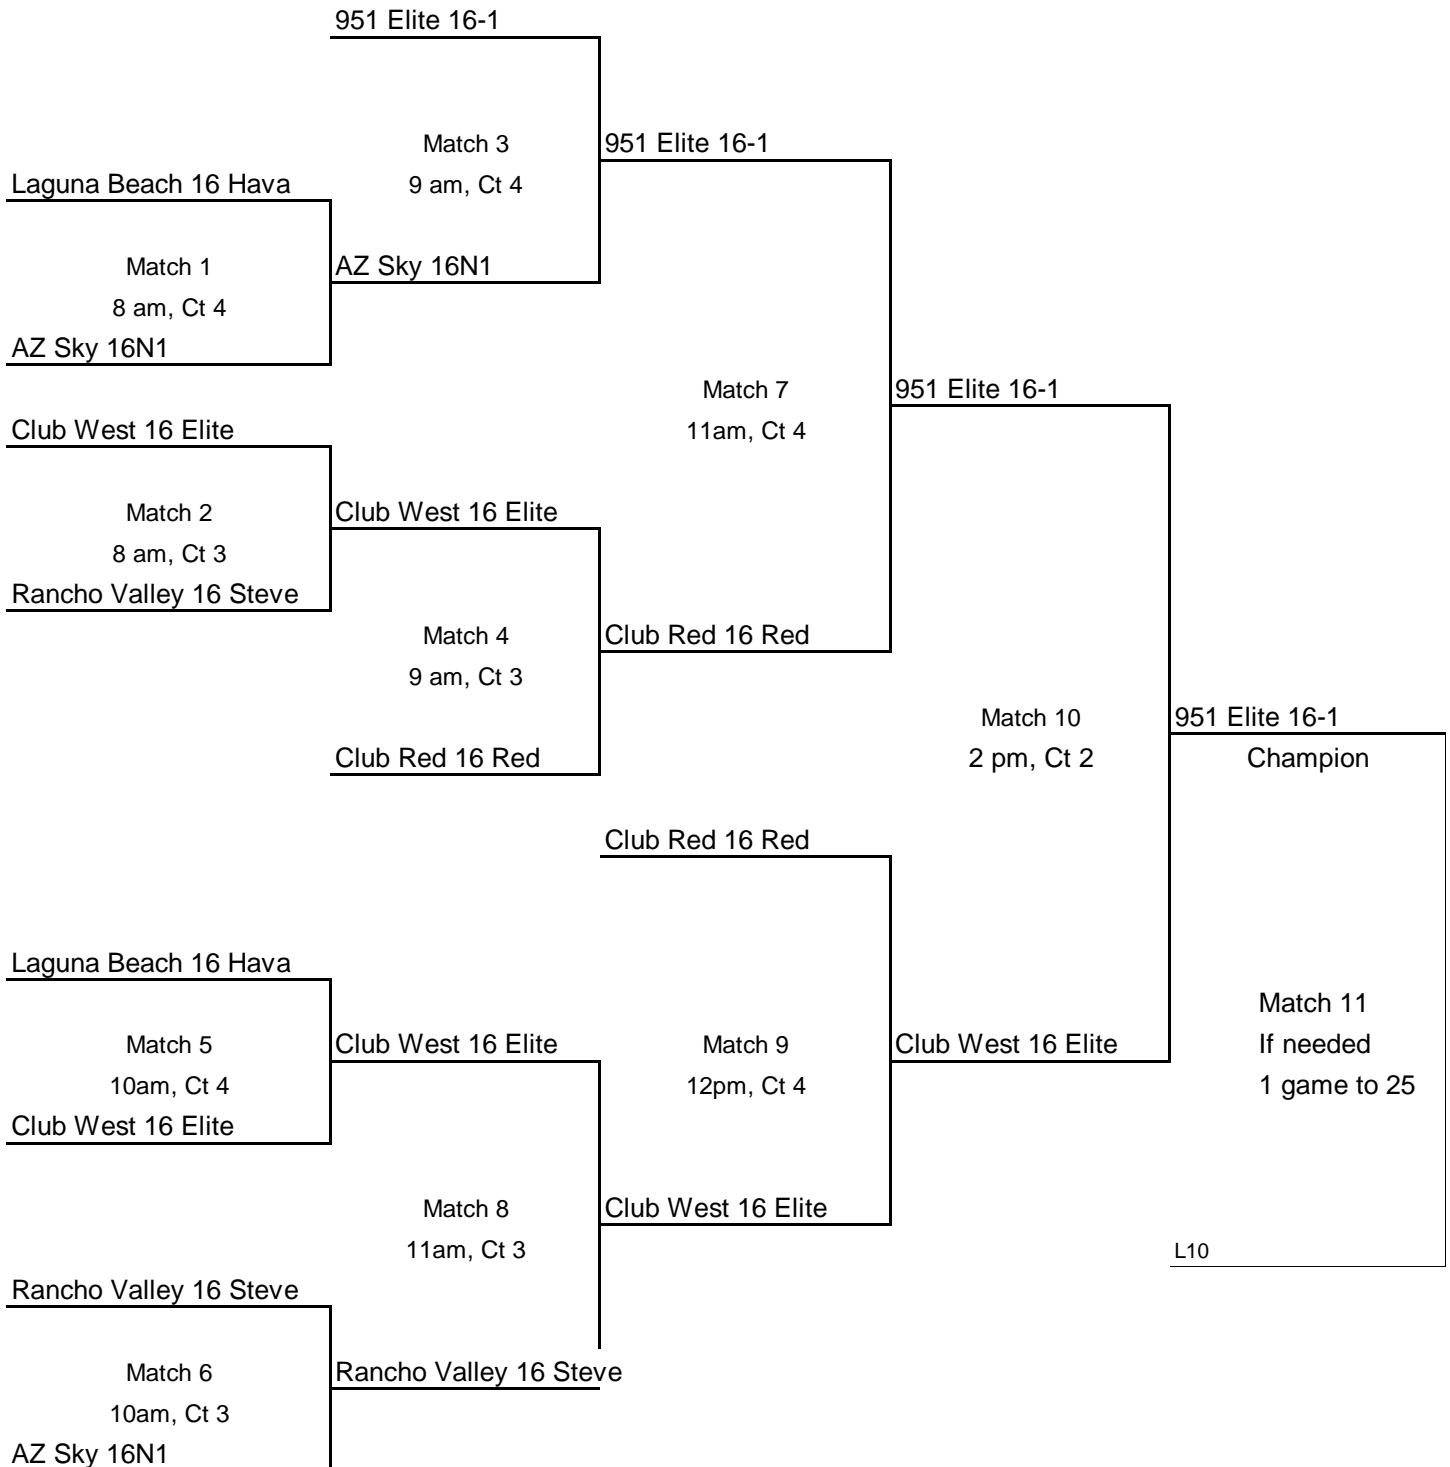 951 Elite 16-1
Match 3
951 Elite 16-1
Laguna Beach 16 Hava
9 am, Ct 4
Match 1
AZ Sky 16N1
8 am, Ct 4
AZ Sky 16N1
Match 7
951 Elite 16-1
Club West 16 Elite
11am, Ct 4
Match 2
Club West 16 Elite
8 am, Ct 3
Rancho Valley 16 Steve
Match 4
Club Red 16 Red
9 am, Ct 3
Match 10
951 Elite 16-1
Club Red 16 Red
2 pm, Ct 2
Champion
Club Red 16 Red
Laguna Beach 16 Hava
Match 11
Match 5
Club West 16 Elite
Match 9
Club West 16 Elite
If needed
10am, Ct 4
12pm, Ct 4
1 game to 25
Club West 16 Elite
Match 8
Club West 16 Elite
11am, Ct 3
L10
Rancho Valley 16 Steve
Match 6
Rancho Valley 16 Steve
10am, Ct 3
AZ Sky 16N1